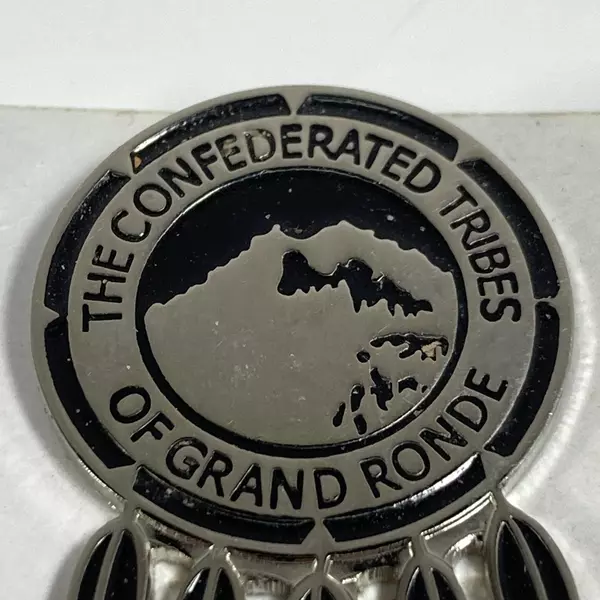 THE CONFEDERATED TRIBES
OF GRAND RONDE